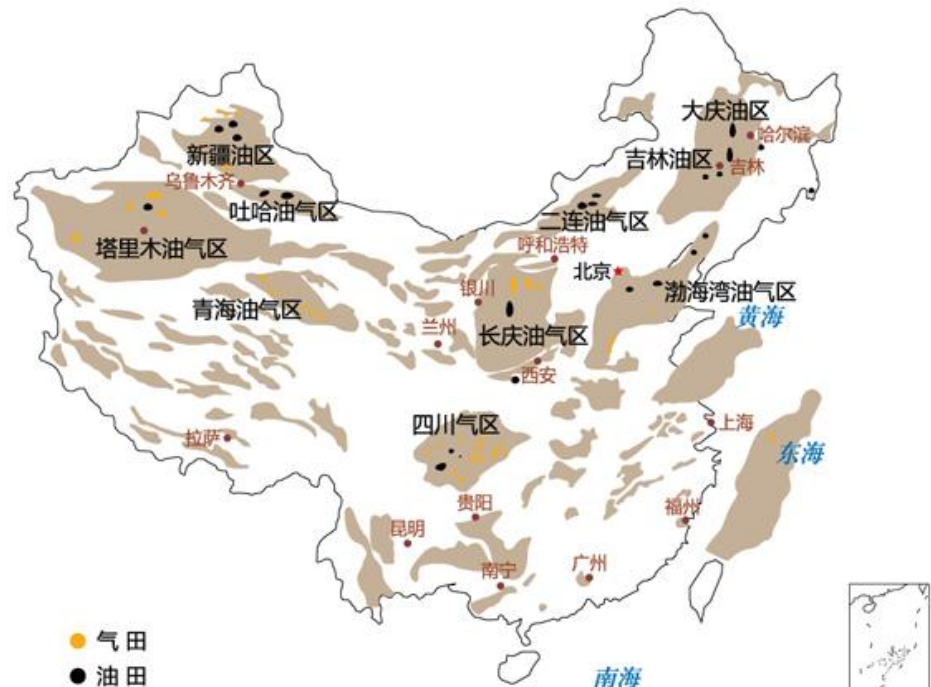 大庆油区
哈尔滨
吉林油区
吉林
新疆油区
乌鲁木齐
吐哈油气区
二连油气区
塔里木油气区
呼和浩特
北京
青海油气区
银川
渤海湾油气区
黄海
兰州
长庆油气区
西安
四川气区
上海
拉萨
东海
贵阳
福州
昆明
南宁
广州
气田
油田
南海